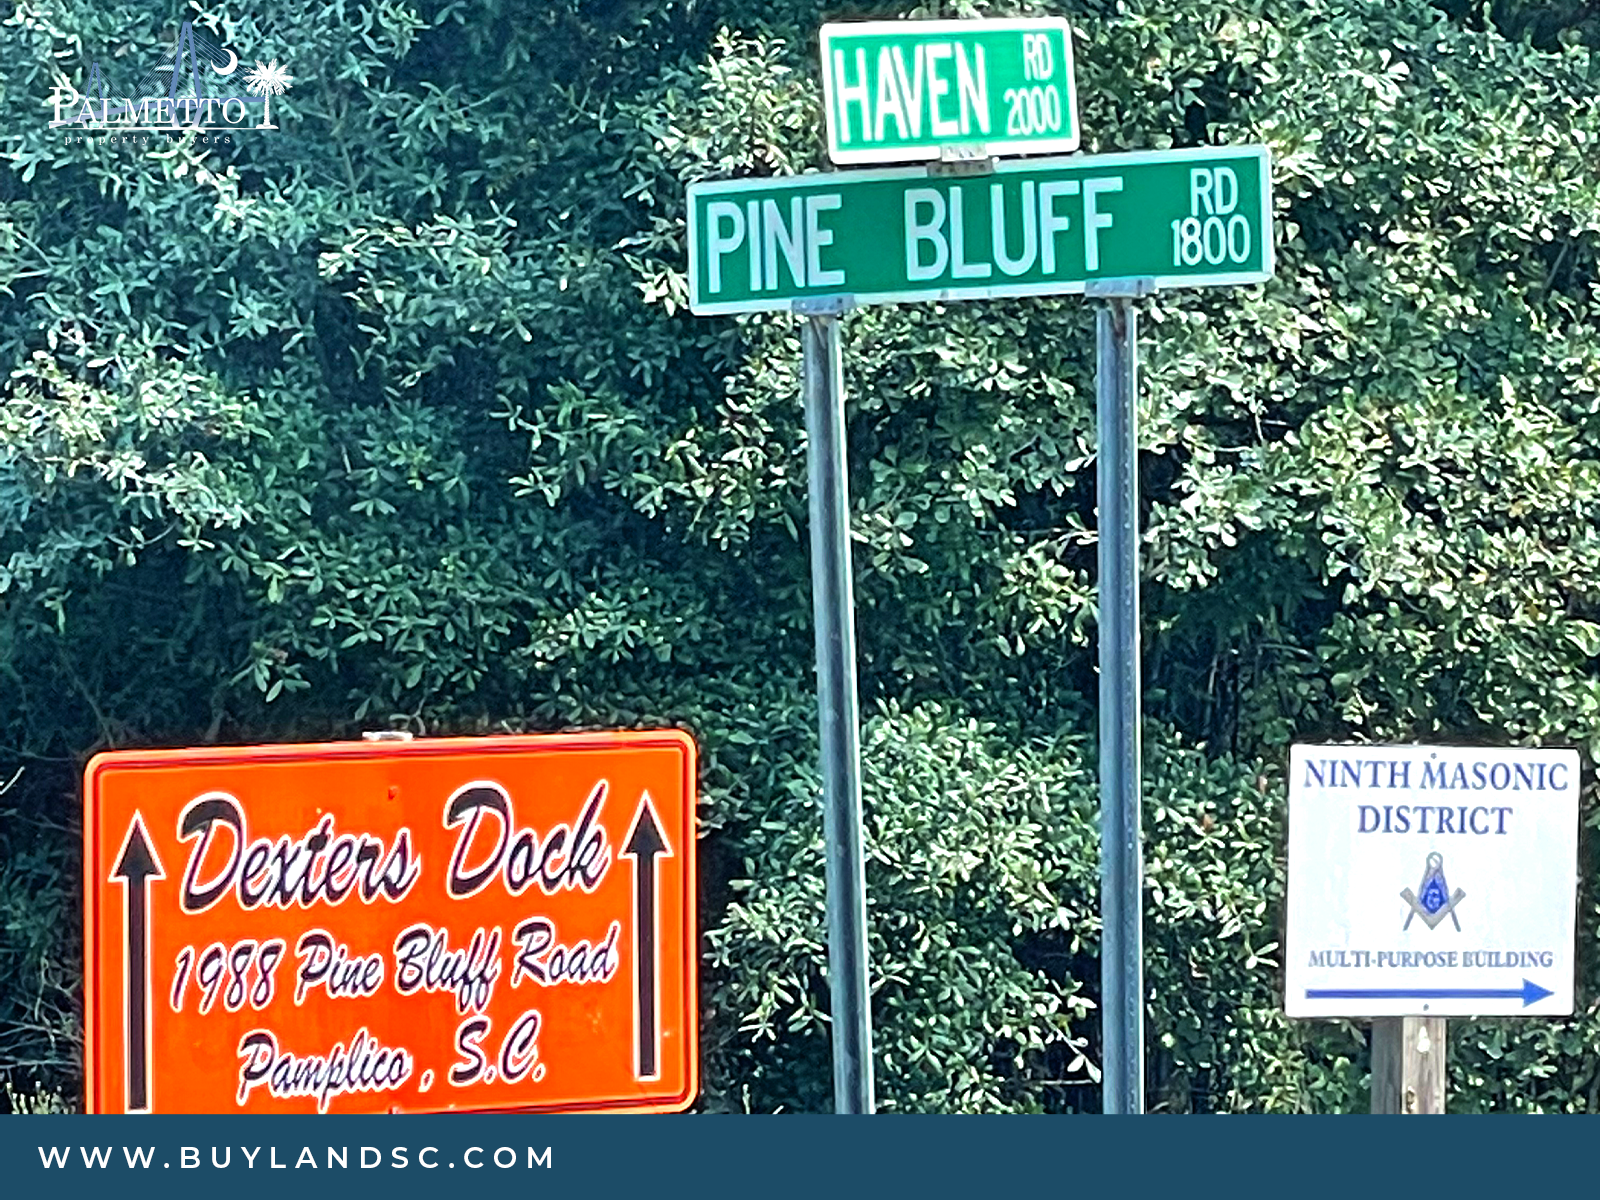 PALMETTO
property buyers
HAVEN RD
2000
PINE BLUFF RD
1800
Dexters Dock
1988 Pine Bluff Road
Pamplico, S.C.
NINTH MASONIC
DISTRICT
G
MULTI-PURPOSE BUILDING
WWW.BUYLANDSC.COM